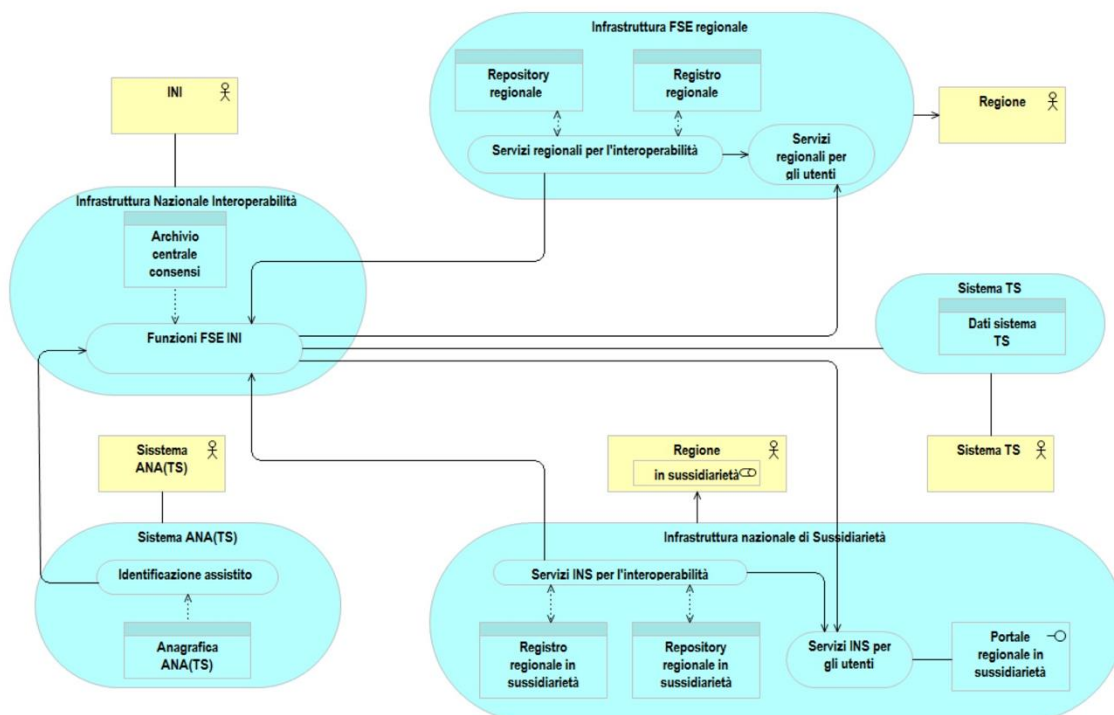 Infrastruttura FSE regionale
Repository
regionale
Registro
regionale
INI
Regione
Servizi regionali per l'interoperabilità
Servizi
regionali per
gli utenti
Infrastruttura Nazionale Interoperabilità
Archivio
centrale
consensi
Sistema TS
Dati sistema
TS
Funzioni FSE INI
Sisstema
ANA(TS)
Regione
in sussidiarietà
Sistema TS
Sistema ANA(TS)
Infrastruttura nazionale di Sussidiarietà
Identificazione assistito
Servizi INS per l'interoperabilità
Anagrafica
ANA(TS)
Registro
regionale in
sussidiarietà
Repository
regionale in
sussidiarietà
Servizi INS per
gli utenti
Portale
regionale in
sussidiarietà